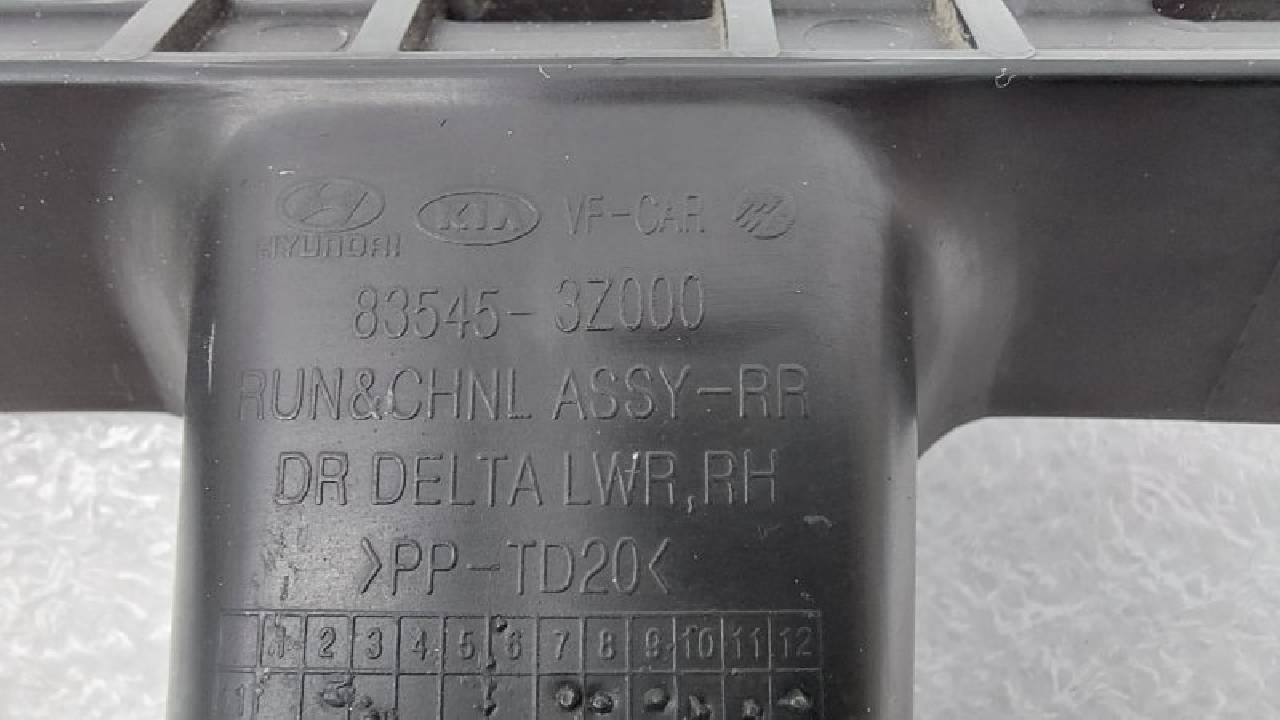 HYUNDAI KIA VF-CAR
83545-3Z000
RUN&CHNL ASSY-RR
DR DELTA LWR,RH
>PP-TD20<
1 2 3 4 5 6 7 8 9 10 11 12